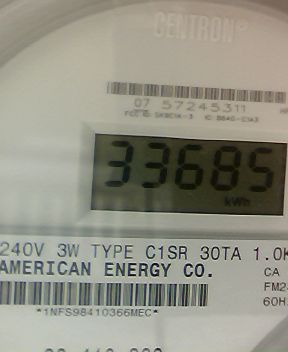 CENTRON®
07 57245311
33685
kWh
240V 3W TYPE C1SR 30TA 1.0K
AMERICAN ENERGY CO.
CA
FM2
60H
*1NFS98410366MEC*